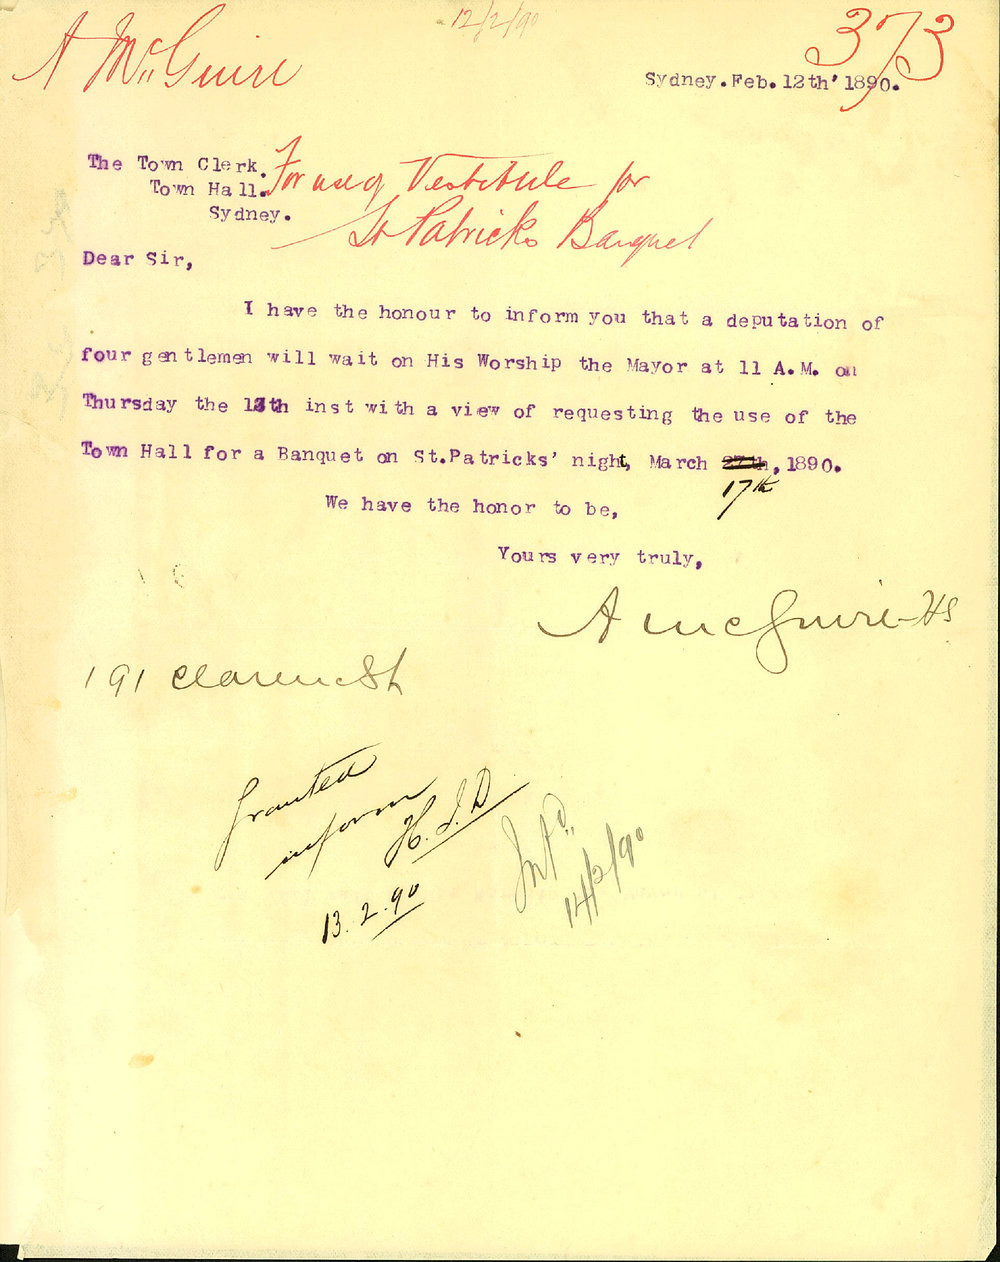 12/2/90
A McGuire
373
Sydney.Feb.12th' 1890.
The Town Clerk.
Town Hall.
Sydney.
For use of Vestibule for
St Patricks Banquet
Dear Sir,
I have the honour to inform you that a deputation of
four gentlemen will wait on His Worship the Mayor at 11 A.M. on
Thursday the 13th inst with a view of requesting the use of the
Town Hall for a Banquet on St.Patricks' night, March 27th, 1890.
17th
We have the honor to be,
Yours very truly,
A McGuire HS
191 Clarence St
Granted
inform
H.
13.2.90
14/2/90